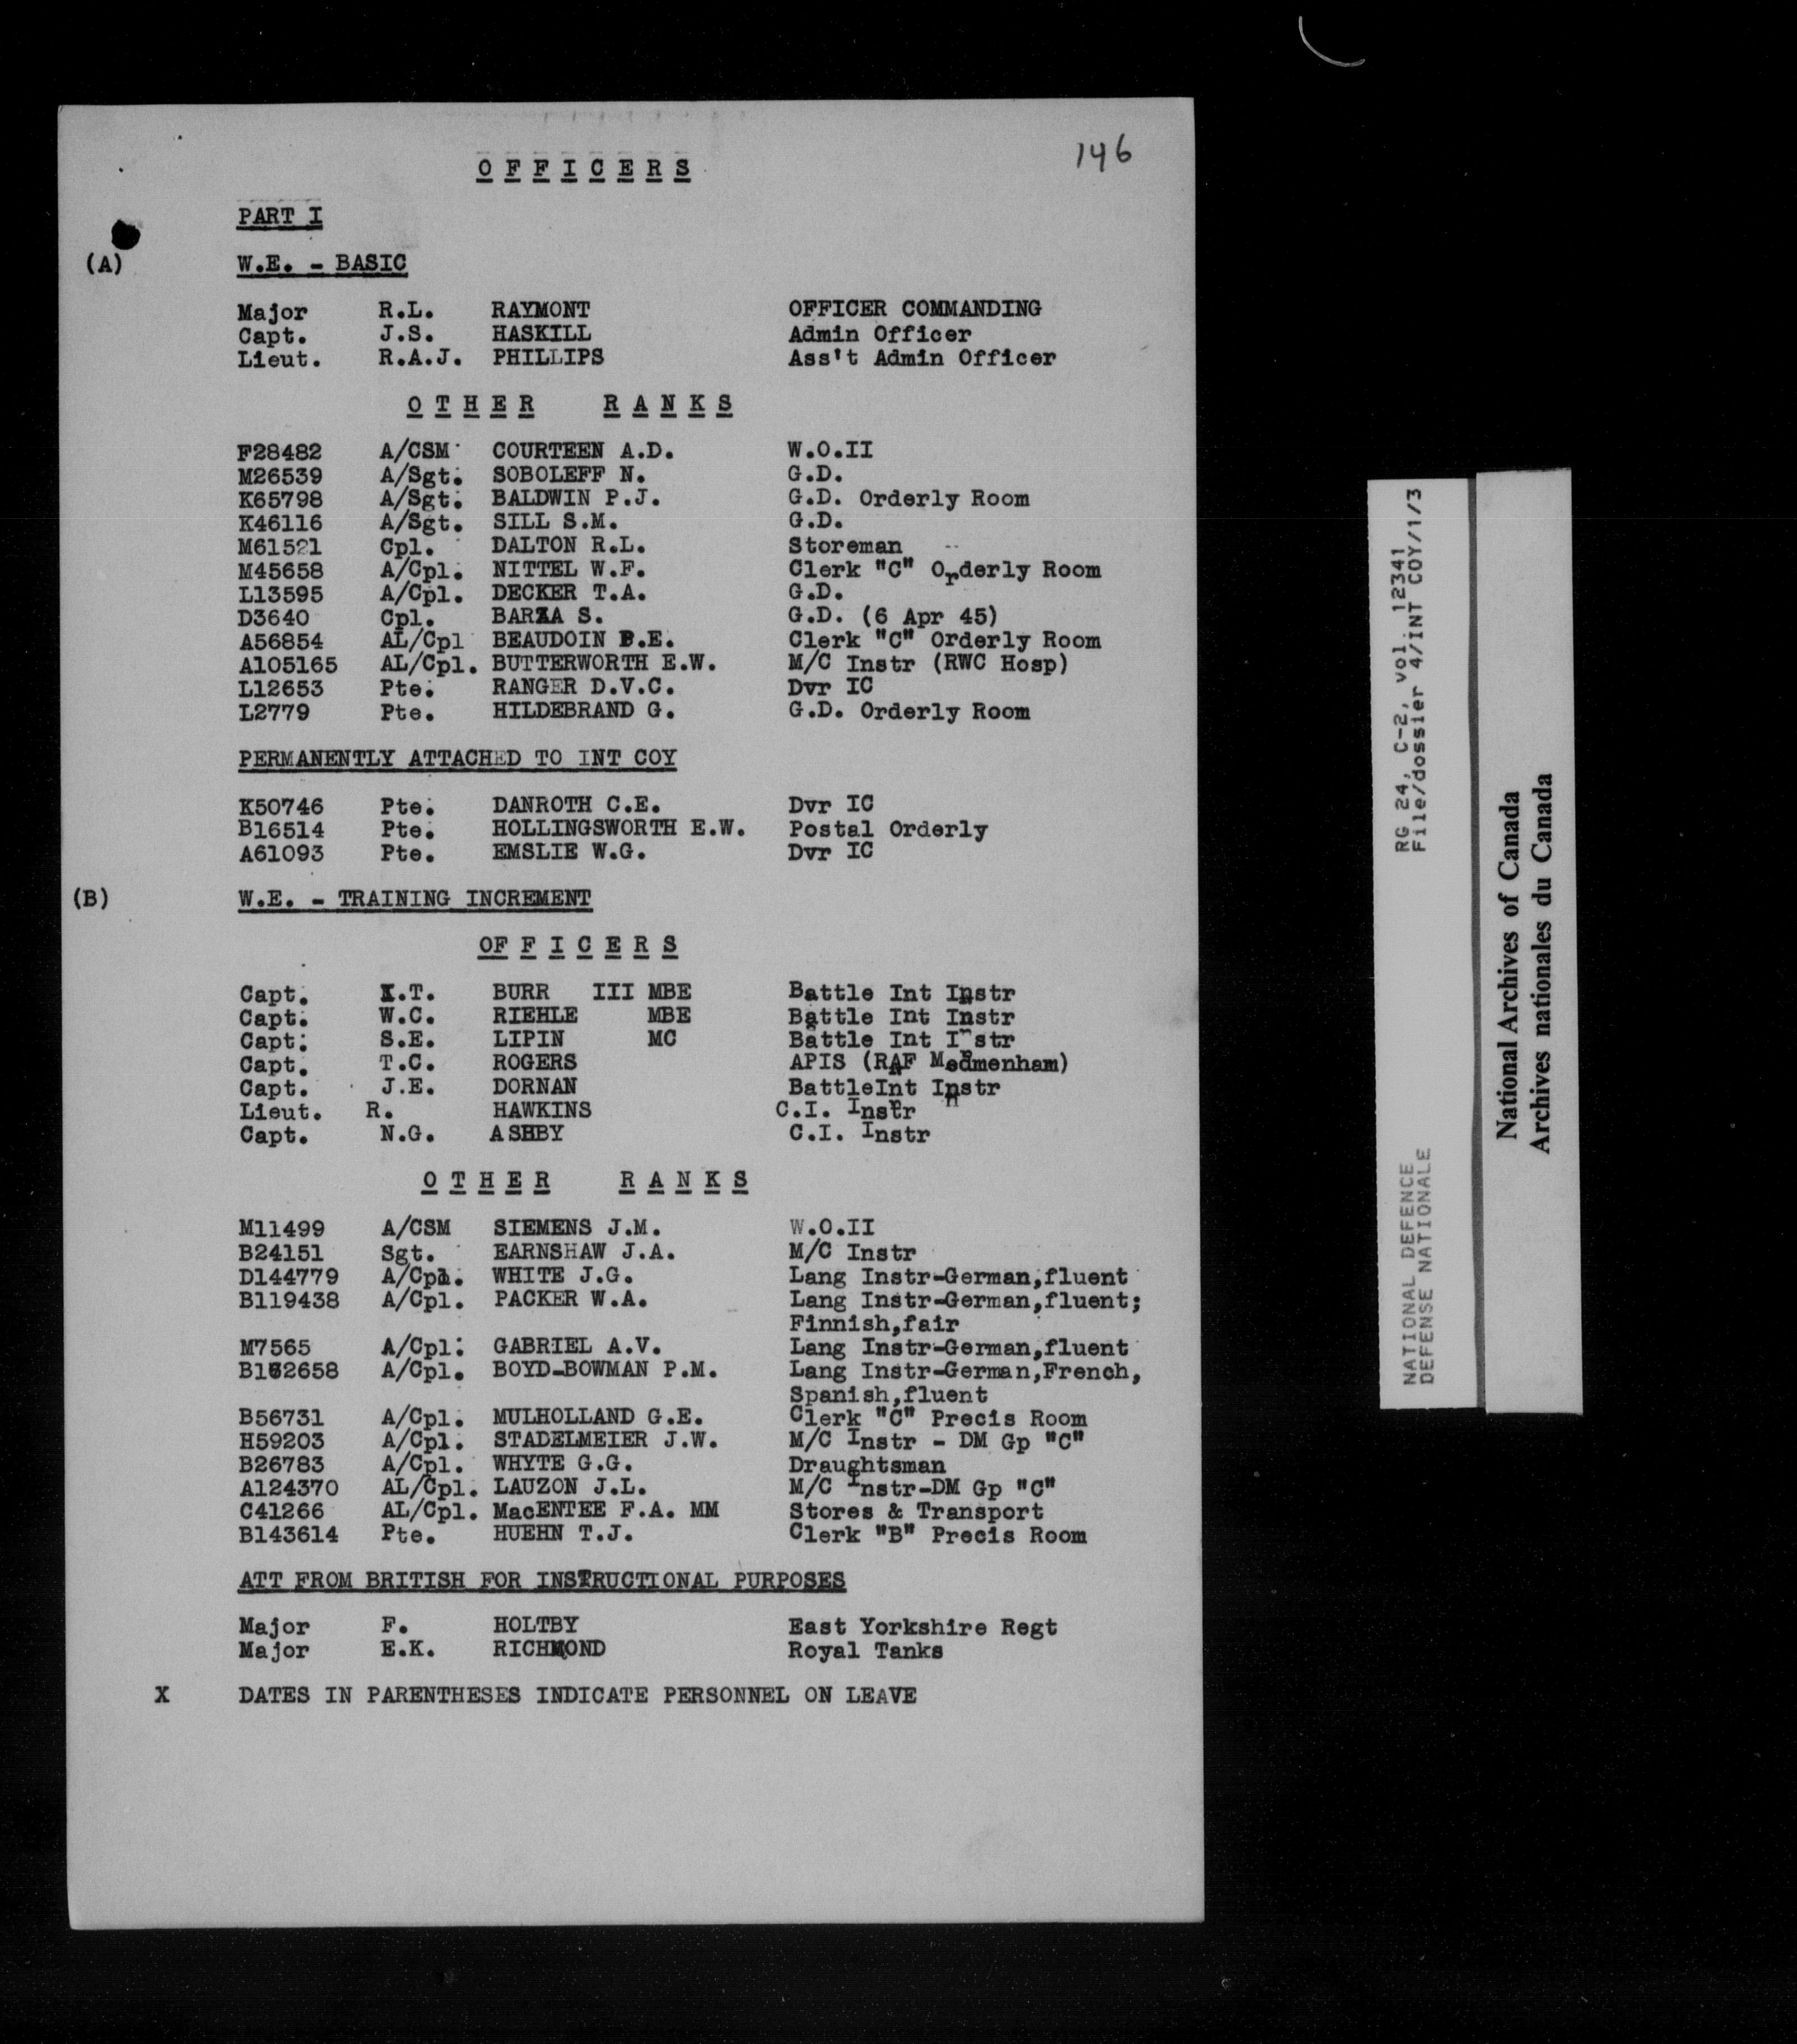 146
O F F I C E R S
PART I
(A) W.E. - BASIC
Major R.L. RAYMONT OFFICER COMMANDING
Capt. J.S. HASKILL Admin Officer
Lieut. R.A.J. PHILLIPS Ass't Admin Officer
O T H E R R A N K S
F28482 A/CSM COURTEEN A.D. W.O.II
M26539 A/Sgt. SOBOLEFF N. G.D.
K65798 A/Sgt. BALDWIN P.J. G.D. Orderly Room
K46116 A/Sgt. SILL S.M. G.D.
M61521 Cpl. DALTON R.L. Storeman
M45658 A/Cpl. NITTEL W.F. Clerk "C" Orderly Room
L13595 A/Cpl. DECKER T.A. G.D.
D3640 Cpl. S. G.D. (6 Apr 45)
A56854 AL/Cpl BEAUDOIN Clerk "C" Orderly Room
A105165 AL/Cpl. BUTTERWORTH E.W. M/C Instr (RWC Hosp)
L12653 Pte. RANGER D.V.C. Dvr IC
L2779 Pte. HILDEBRAND G. G.D. Orderly Room
PERMANENTLY ATTACHED TO INT COY
K50746 Pte. DANROTH C.E. Dvr IC
B16514 Pte. HOLLINGSWORTH E.W. Postal Orderly
A61093 Pte. EMSLIE W.G. Dvr IC
(B) W.E. - TRAINING INCREMENT
OF F I C E R S
Capt. BURR III MBE Battle Int Instr
Capt. W.C. RIEHLE MBE Battle Int Instr
Capt. S.E. LIPIN MC Battle Int Instr
Capt. T.C. ROGERS APIS (RAF Medmenham)
Capt. J.E. DORNAN BattleInt Instr
Lieut. R. HAWKINS C.I. Instr
Capt. N.G. ASHBY C.I. Instr
O T H E R R A N K S
M11499 A/CSM SIEMENS J.M. W.O.II
B24151 Sgt. EARNSHAW J.A. M/C Instr
D144779 A/Cpl. WHITE J.G. Lang Instr-German,fluent
B119438 A/Cpl. PACKER W.A. Lang Instr-German,fluent;
Finnish,fair
M7565 A/Cpl. GABRIEL A.V. Lang Instr-German,fluent
A/Cpl. BOYD-BOWMAN P.M. Lang Instr-German,French,
Spanish,fluent
B56731 A/Cpl. MULHOLLAND G.E. Clerk "C" Precis Room
H59203 A/Cpl. STADELMEIER J.W. M/C Instr - DM Gp "C"
B26783 A/Cpl. WHYTE G.G. Draughtsman
A124370 AL/Cpl. LAUZON J.L. M/C Instr-DM Gp "C"
C41266 AL/Cpl. MacENTEE F.A. MM Stores & Transport
B143614 Pte. HUEHN T.J. Clerk "B" Precis Room
ATT FROM BRITISH FOR INSTRUCTIONAL PURPOSES
Major F. HOLTBY East Yorkshire Regt
Major E.K. RICHMOND Royal Tanks
X DATES IN PARENTHESES INDICATE PERSONNEL ON LEAVE
NATIONAL DEFENCE RG 24, C-2, vol. 12341
DEFENSE NATIONALE File/dossier 4/INT COY/1/3
National Archives of Canada
Archives nationales du Canada